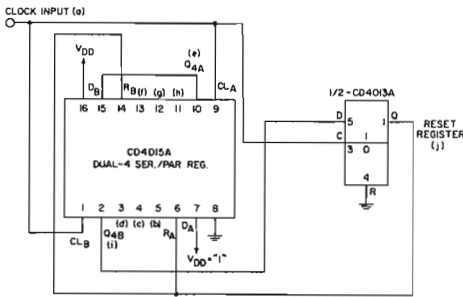 CLOCK INPUT (a)
VDD
(e)
DB
RB (f) (g) (h) Q4A
CLA
16 15 14 13 12 11 10 9
CD4015A
DUAL-4 SER./PAR REG.
1 2 3 4 5 6 7 8
(d) (c) (b)
CLB
Q4B
(i)
RA
DA
VDD="1"
1/2-CD4013A
D 5 1 Q
C 1
3 0
4
R
RESET
REGISTER
(j)